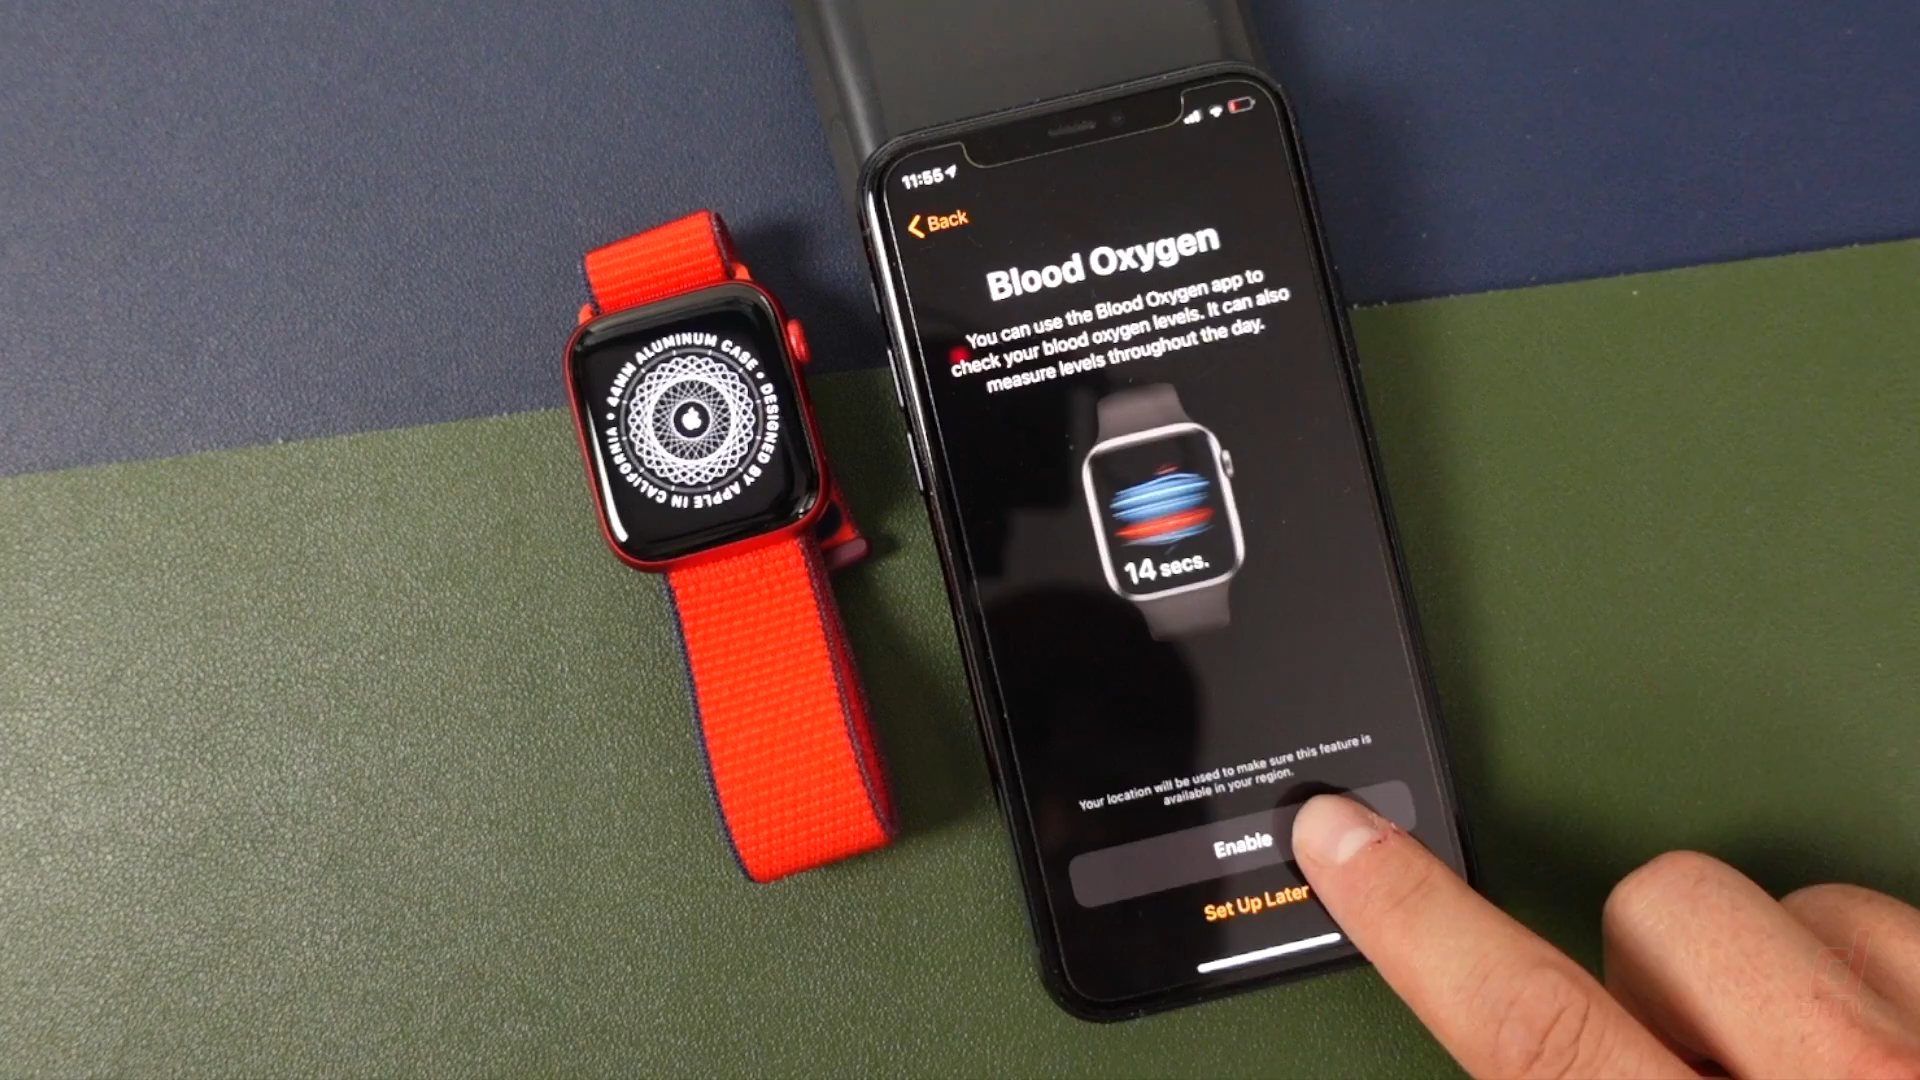 44MM ALUMINUM CASE • DESIGNED BY APPLE IN CALIFORNIA •
11:55
Back
Blood Oxygen
You can use the Blood Oxygen app to
check your blood oxygen levels. It can also
measure levels throughout the day.
14 secs.
Your location will be used to make sure this feature is
available in your region.
Enable
Set Up Later